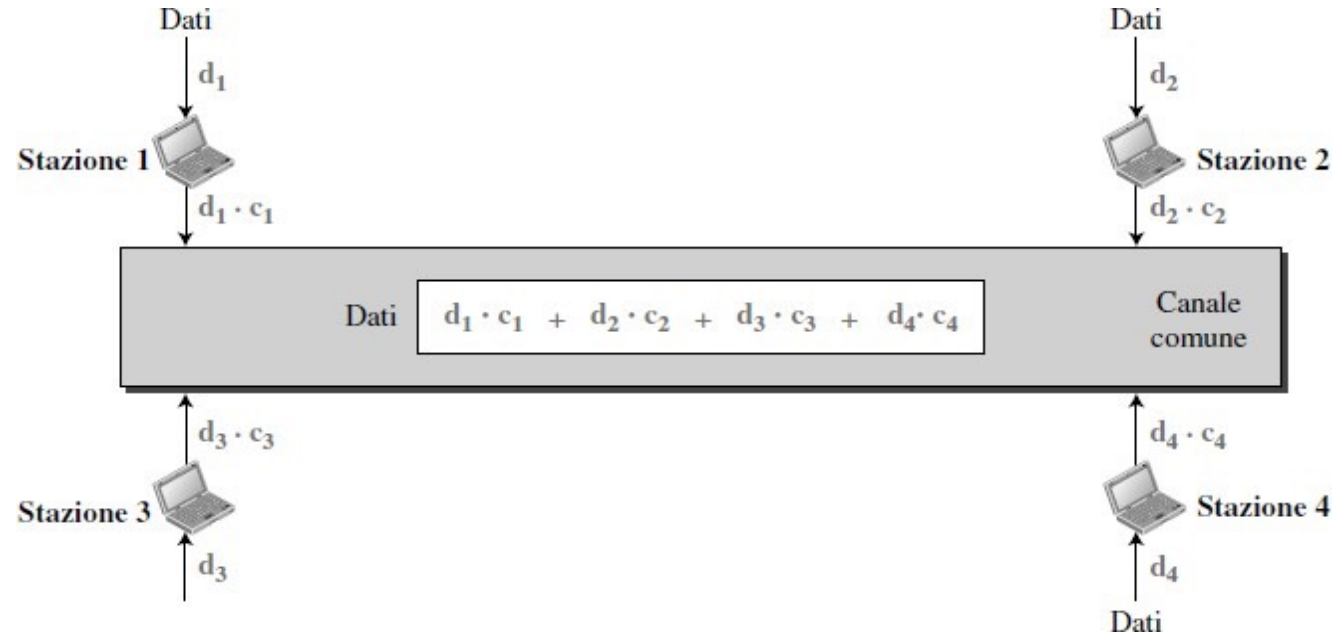 Dati
Dati
d₁
d₂
Stazione 1
Stazione 2
d₁ · c₁
d₂ · c₂
Dati
d₁ · c₁ + d₂ · c₂ + d₃ · c₃ + d₄· c₄
Canale
comune
d₃ · c₃
d₄ · c₄
Stazione 3
Stazione 4
d₃
d₄
Dati